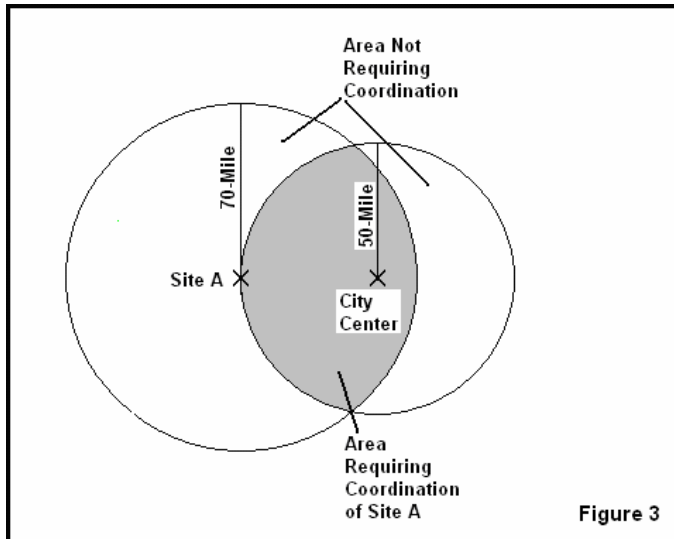 Area Not
Requiring
Coordination
70-Mile
50-Mile
Site A
City
Center
Area
Requiring
Coordination
of Site A
Figure 3